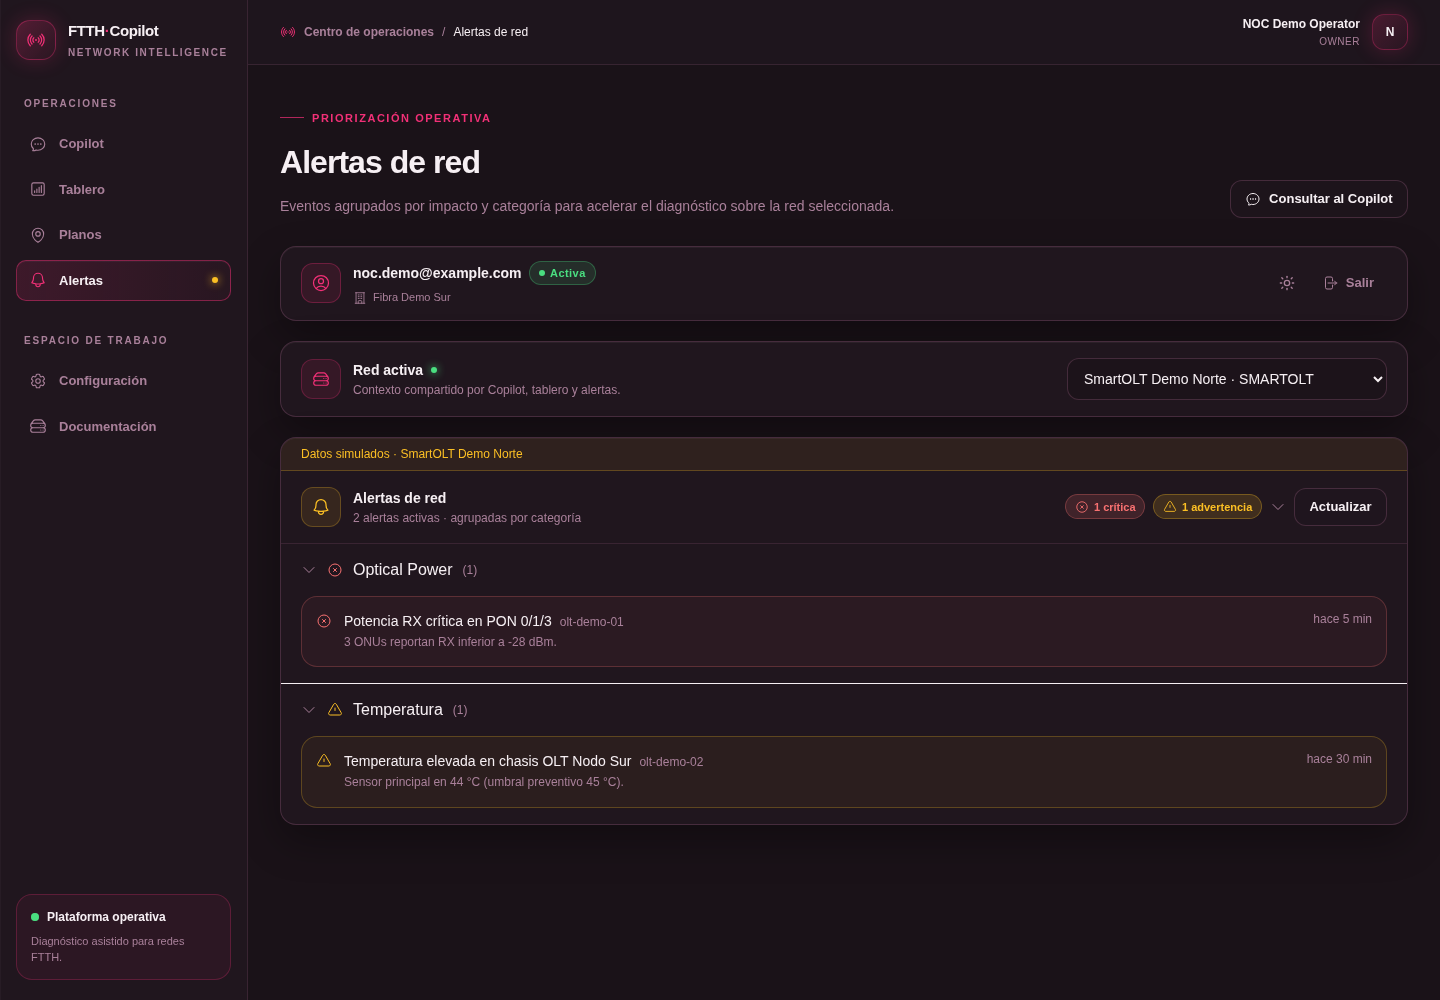 FTTH·Copilot
NETWORK INTELLIGENCE
OPERACIONES
Copilot
Tablero
Planos
Alertas
ESPACIO DE TRABAJO
Configuración
Documentación
Plataforma operativa
Diagnóstico asistido para redes
FTTH.
Centro de operaciones / Alertas de red
NOC Demo Operator
OWNER
N
PRIORIZACIÓN OPERATIVA
Alertas de red
Eventos agrupados por impacto y categoría para acelerar el diagnóstico sobre la red seleccionada.
Consultar al Copilot
noc.demo@example.com Activa
Fibra Demo Sur
Salir
Red activa
Contexto compartido por Copilot, tablero y alertas.
SmartOLT Demo Norte · SMARTOLT
Datos simulados · SmartOLT Demo Norte
Alertas de red
2 alertas activas · agrupadas por categoría
1 crítica
1 advertencia
Actualizar
Optical Power (1)
Potencia RX crítica en PON 0/1/3 olt-demo-01
hace 5 min
3 ONUs reportan RX inferior a -28 dBm.
Temperatura (1)
Temperatura elevada en chasis OLT Nodo Sur olt-demo-02
hace 30 min
Sensor principal en 44 °C (umbral preventivo 45 °C).